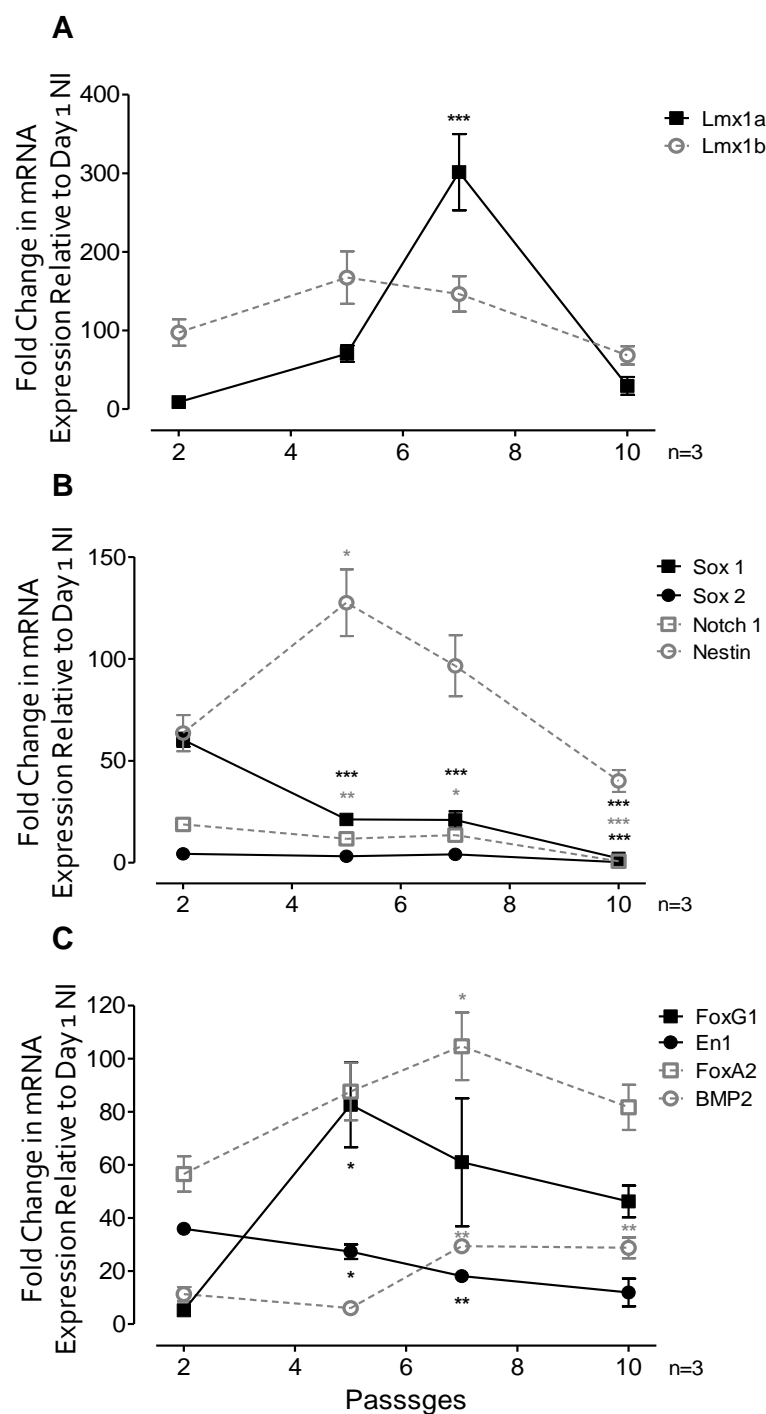 A
Fold Change in mRNA
Expression Relative to Day 1 NI
400
300
200
100
0
***
Lmx1a
Lmx1b
2 4 6 8 10 n=3
B
Fold Change in mRNA
Expression Relative to Day 1 NI
150
100
50
0
*
*** ***
** *
***
***
***
Sox 1
Sox 2
Notch 1
Nestin
2 4 6 8 10 n=3
C
Fold Change in mRNA
Expression Relative to Day 1 NI
120
100
80
60
40
20
0
*
*
** **
*
**
FoxG1
En1
FoxA2
BMP2
2 4 6 8 10 n=3
Passsges